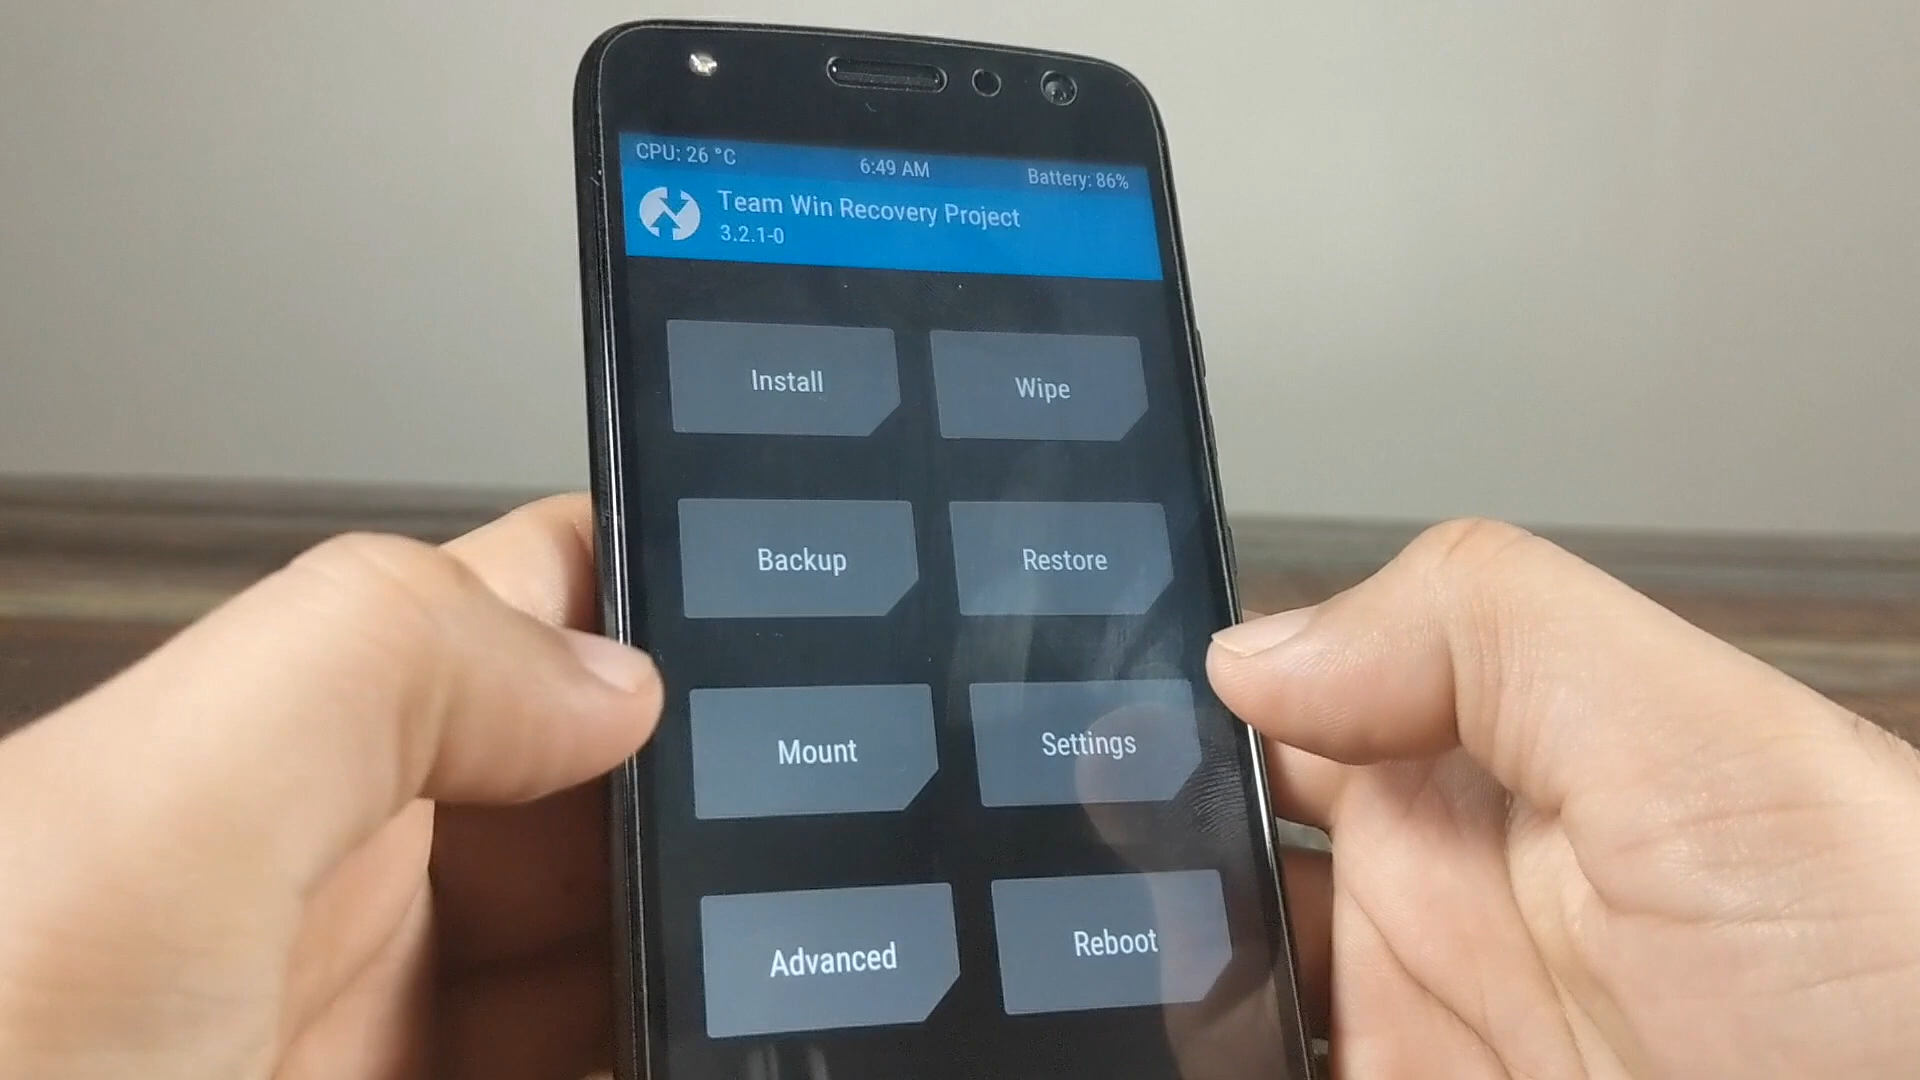 CPU: 26 °C 6:49 AM Battery: 86%
Team Win Recovery Project
3.2.1-0
Install Wipe
Backup Restore
Mount Settings
Advanced Reboot